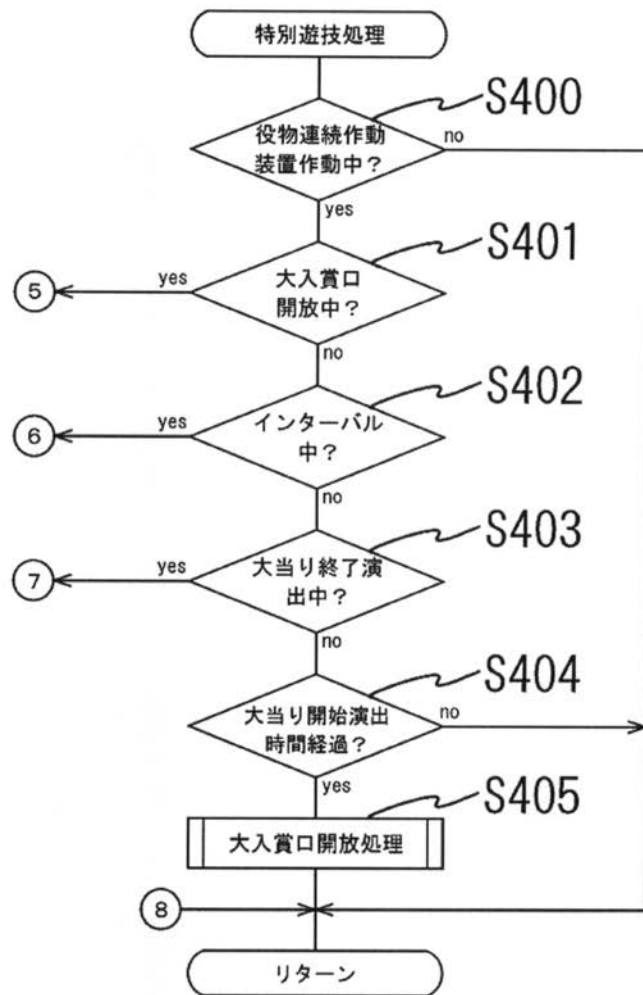 特別遊技処理
S400
役物連続作動
装置作動中？
no
yes
S401
大入賞口
開放中？
yes
⑤
no
S402
インターバル
中？
yes
⑥
no
S403
大当り終了演
出中？
yes
⑦
no
S404
大当り開始演出
時間経過？
no
yes
S405
大入賞口開放処理
⑧
リターン